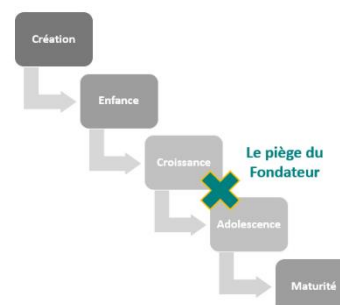 Création
Enfance
Croissance
Le piège du
Fondateur
Adolescence
Maturité